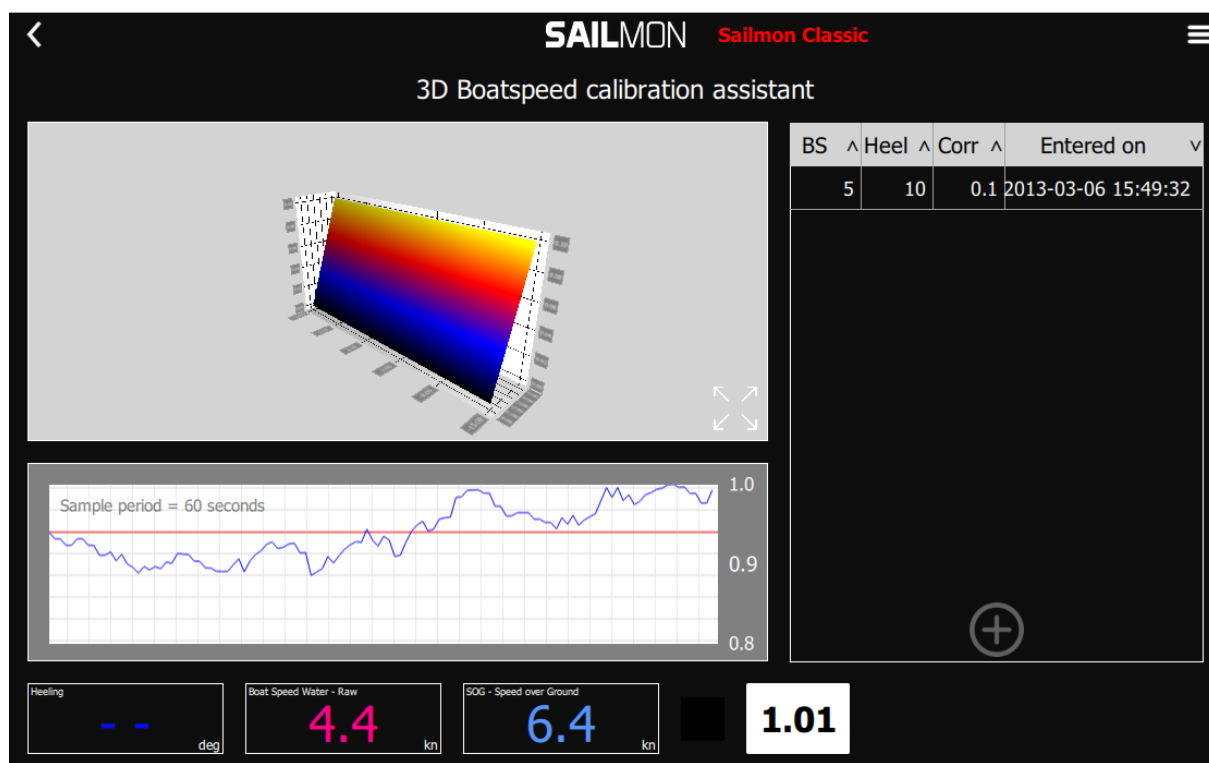 SAILMON Sailmon Classic
3D Boatspeed calibration assistant
BS Heel Corr Entered on
5 10 0.1 2013-03-06 15:49:32
Sample period = 60 seconds
1.0
0.9
0.8
Heeling
- -
deg
Boat Speed Water - Raw
4.4
kn
SOG - Speed over Ground
6.4
kn
1.01